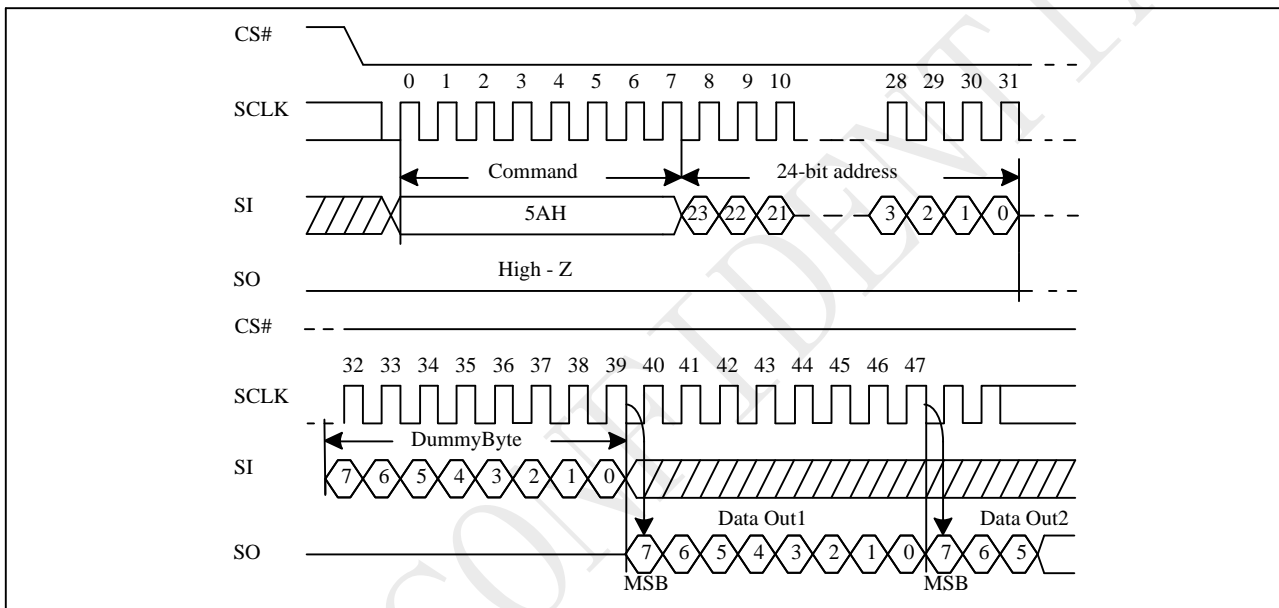 CS#
0 1 2 3 4 5 6 7 8 9 10 28 29 30 31
SCLK
Command 24-bit address
SI 5AH 23 22 21 3 2 1 0
High - Z
SO
CS#
32 33 34 35 36 37 38 39 40 41 42 43 44 45 46 47
SCLK
DummyByte
SI 7 6 5 4 3 2 1 0
Data Out1 Data Out2
SO 7 6 5 4 3 2 1 0 7 6 5
MSB MSB